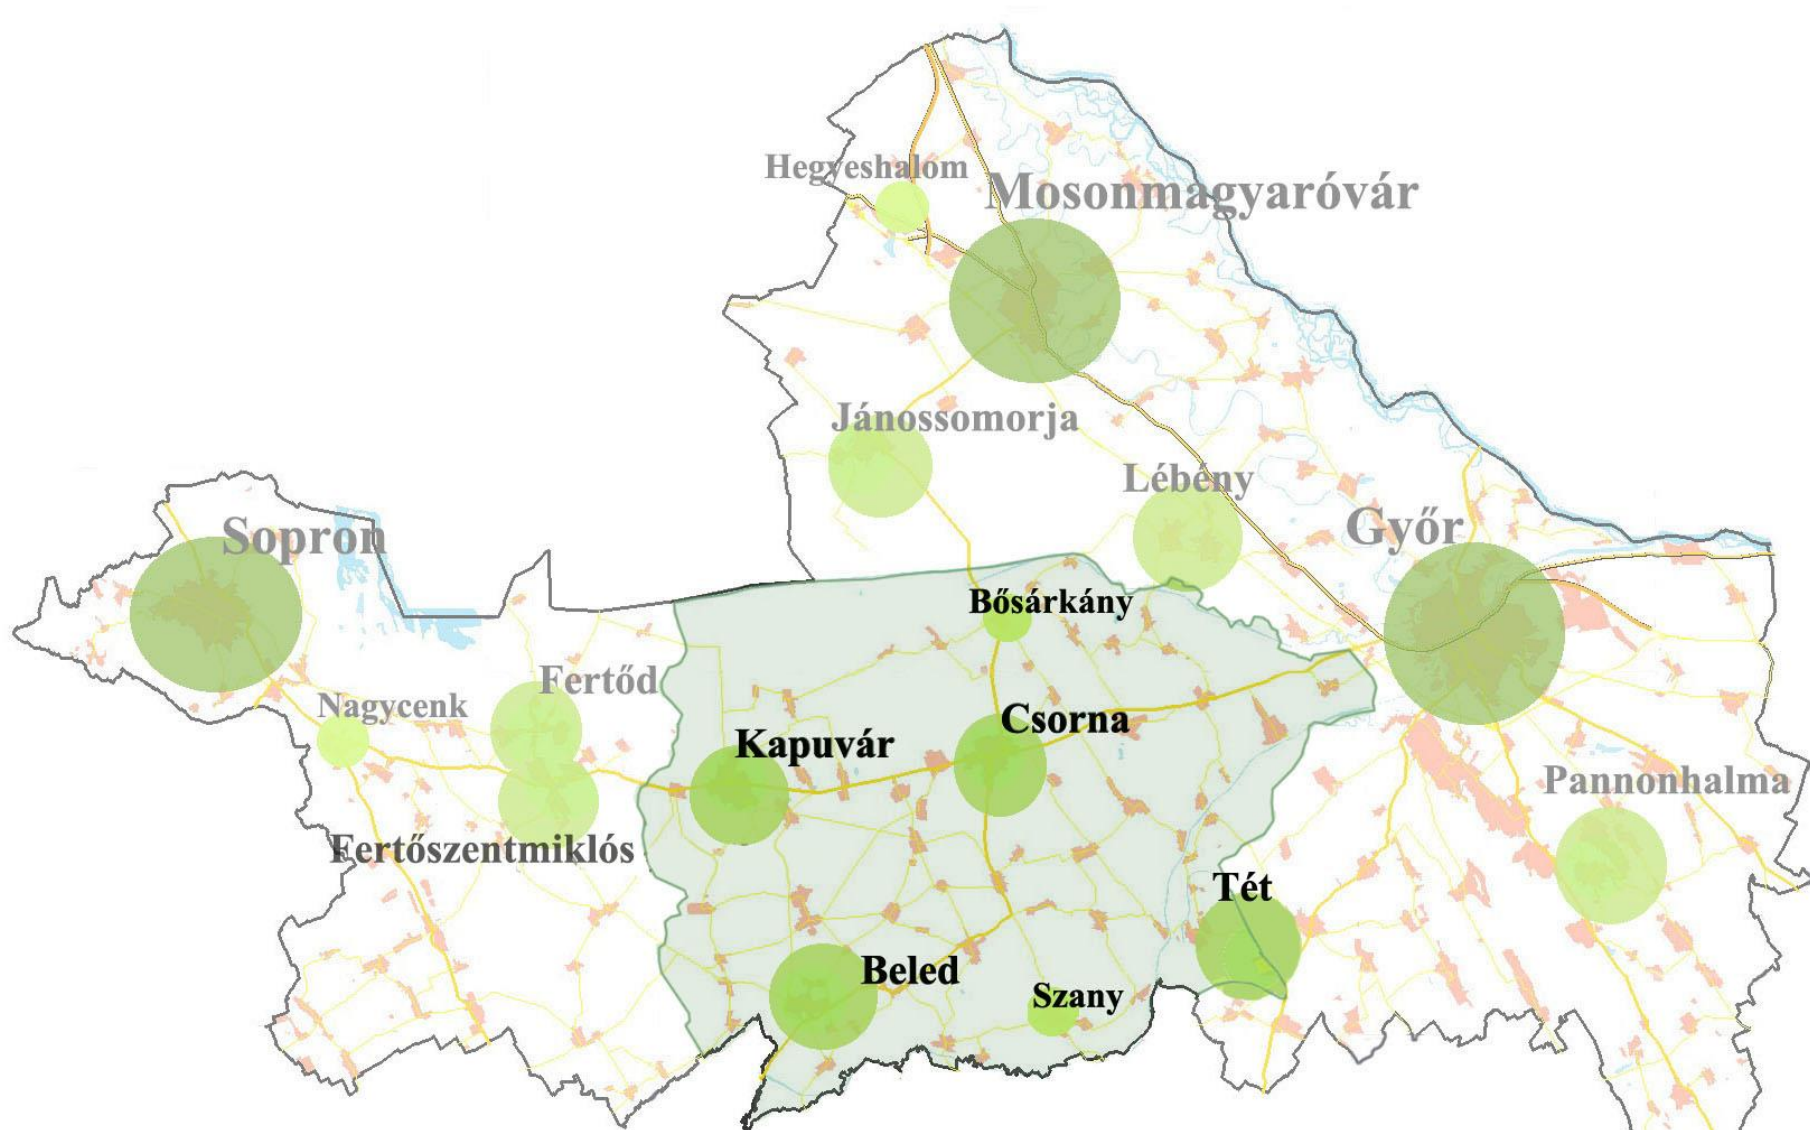 Hegyeshalom
Mosonmagyaróvár
Jánossomorja
Lébény
Győr
Sopron
Bősárkány
Fertőd
Nagycenk
Csorna
Kapuvár
Pannonhalma
Fertőszentmiklós
Tét
Beled
Szany